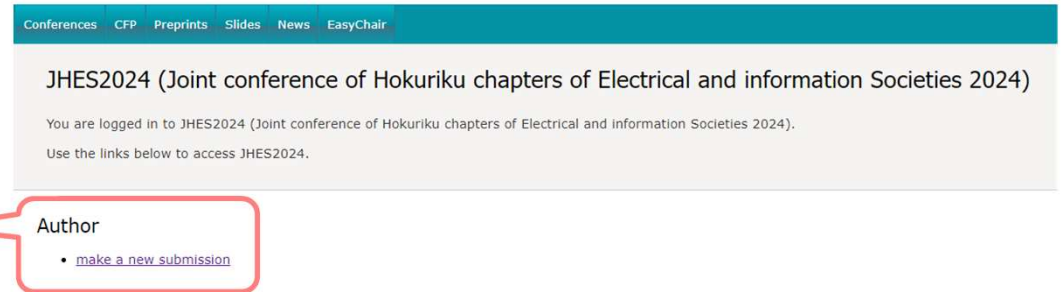 Conferences CFP Preprints Slides News EasyChair
JHES2024 (Joint conference of Hokuriku chapters of Electrical and information Societies 2024)
You are logged in to JHES2024 (Joint conference of Hokuriku chapters of Electrical and information Societies 2024).
Use the links below to access JHES2024.
Author
• make a new submission